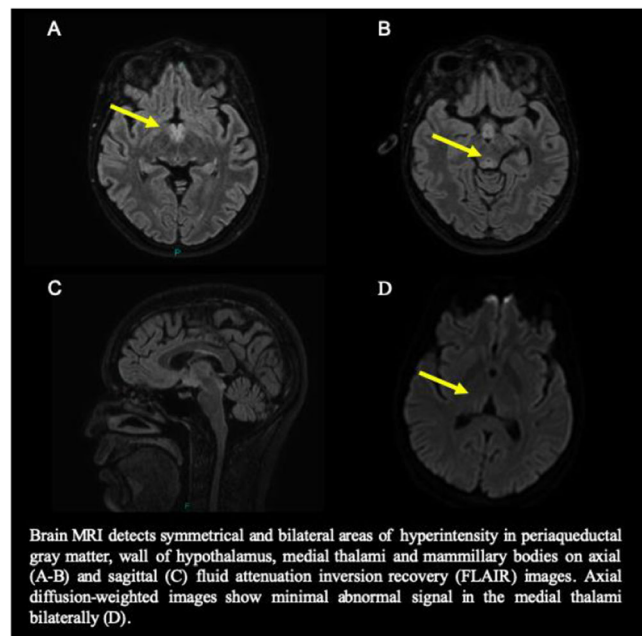 A
B
P
C
D
F
Brain MRI detects symmetrical and bilateral areas of hyperintensity in periaqueductal
gray matter, wall of hypothalamus, medial thalami and mammillary bodies on axial
(A-B) and sagittal (C) fluid attenuation inversion recovery (FLAIR) images. Axial
diffusion-weighted images show minimal abnormal signal in the medial thalami
bilaterally (D).